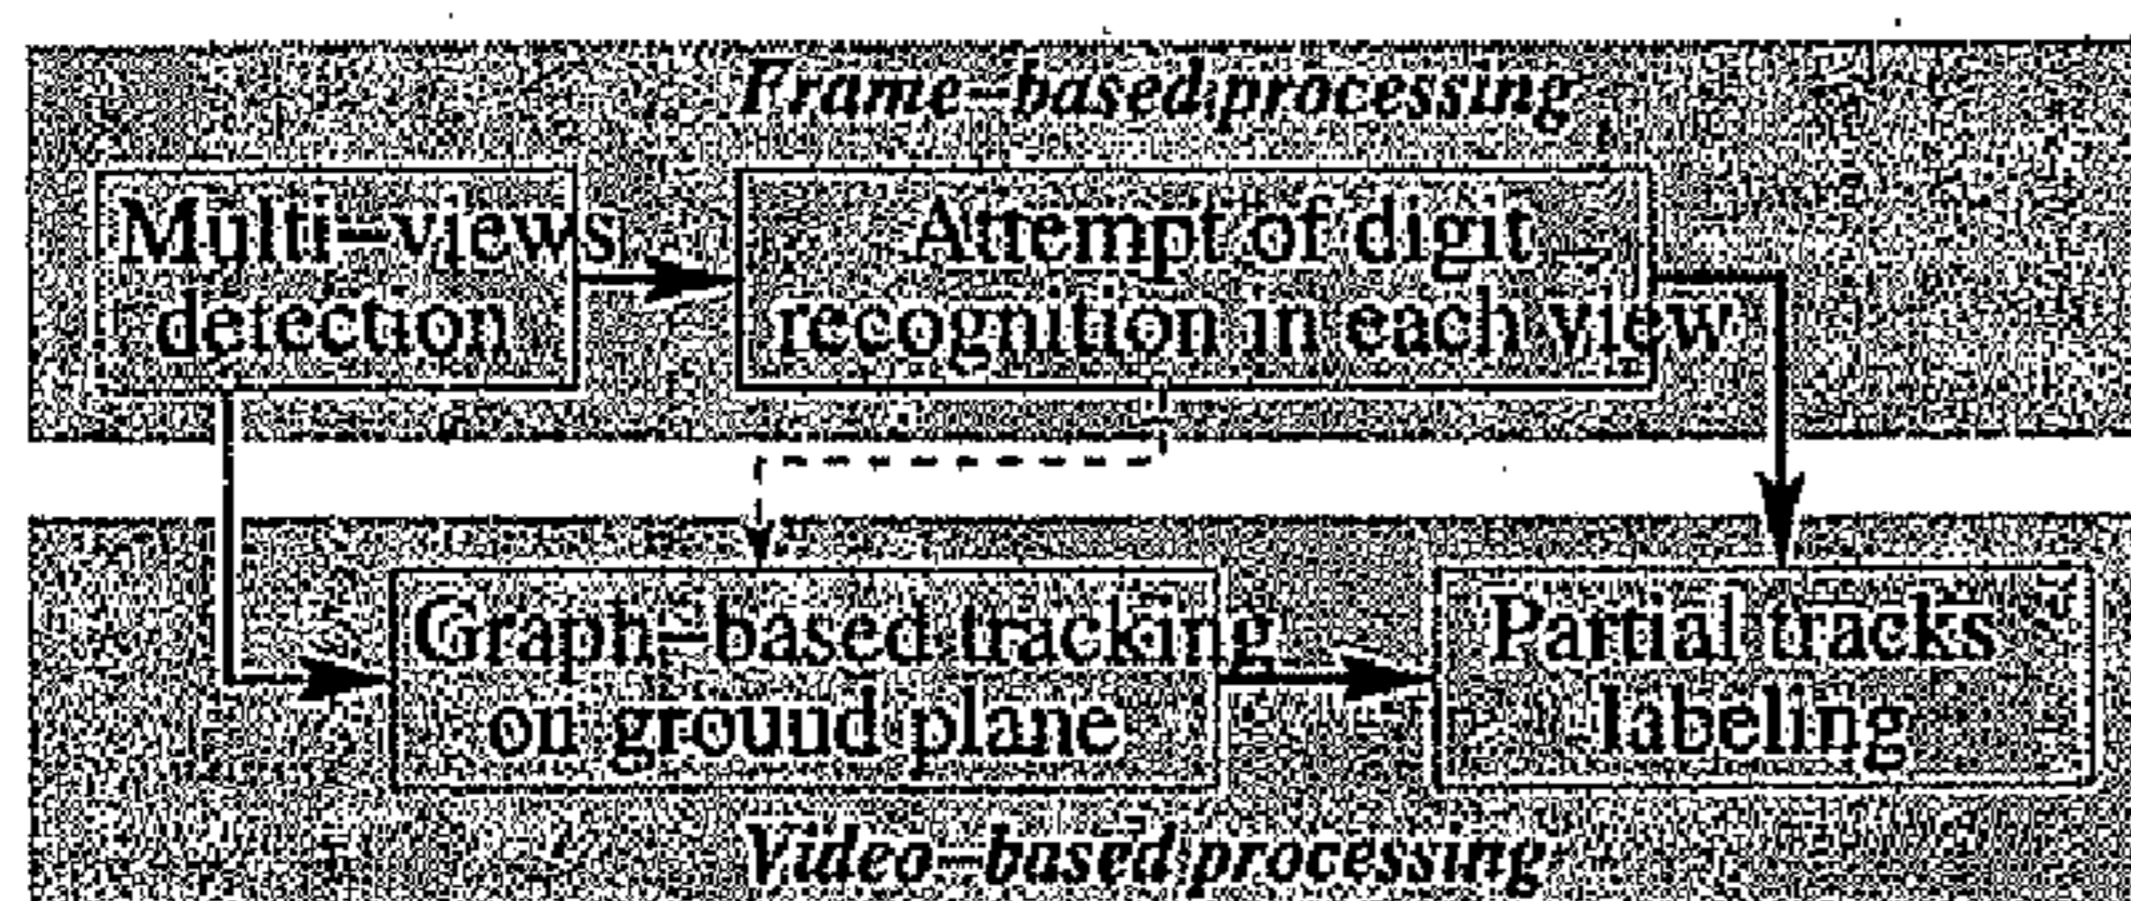 Frame-based processing
Multi-views
detection
Attempt of digit
recognition in each view
Graph-based tracking
on ground plane
Partial tracks
labeling
Video-based processing